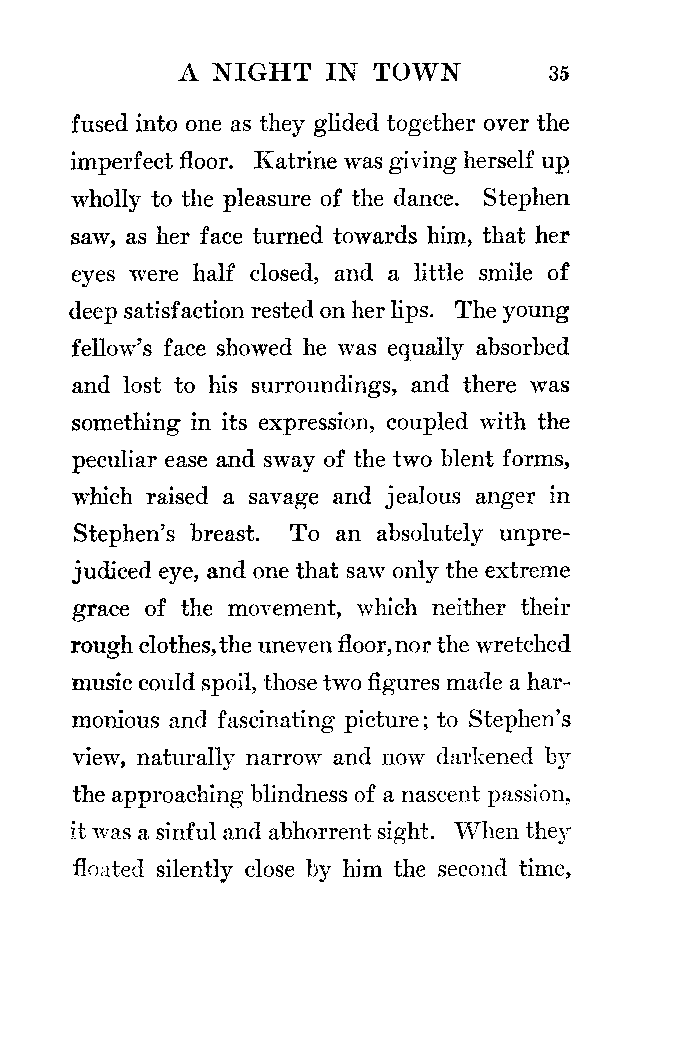 A NIGHT IN TOWN 35
fused into one as they glided together over the
imperfect floor. Katrine was giving herself up
wholly to the pleasure of the dance. Stephen
saw, as her face turned towards him, that her
eyes were half closed, and a little smile of
deep satisfaction rested on her lips. The young
fellow's face showed he was equally absorbed
and lost to his surroundings, and there was
something in its expression, coupled with the
peculiar ease and sway of the two blent forms,
which raised a savage and jealous anger in
Stephen's breast. To an absolutely unpre-
judiced eye, and one that saw only the extreme
grace of the movement, which neither their
rough clothes, the uneven floor, nor the wretched
music could spoil, those two figures made a har-
monious and fascinating picture; to Stephen's
view, naturally narrow and now darkened by
the approaching blindness of a nascent passion,
it was a sinful and abhorrent sight. When they
floated silently close by him the second time,